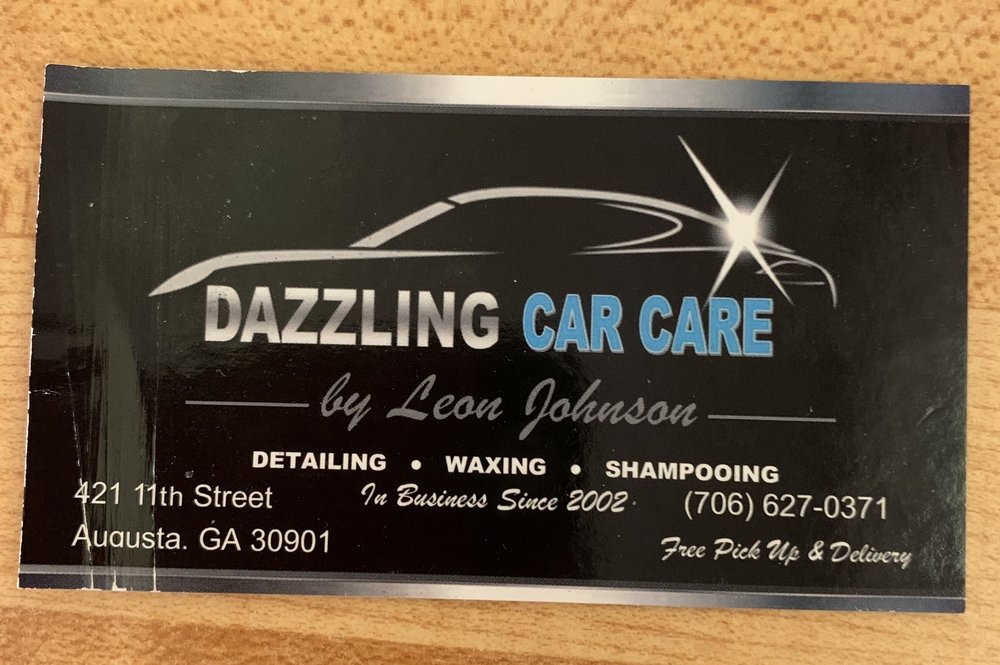 DAZZLING CAR CARE
by Leon Johnson
DETAILING • WAXING • SHAMPOOING
421 11th Street
Augusta, GA 30901
In Business Since 2002
(706) 627-0371
Free Pick Up & Delivery